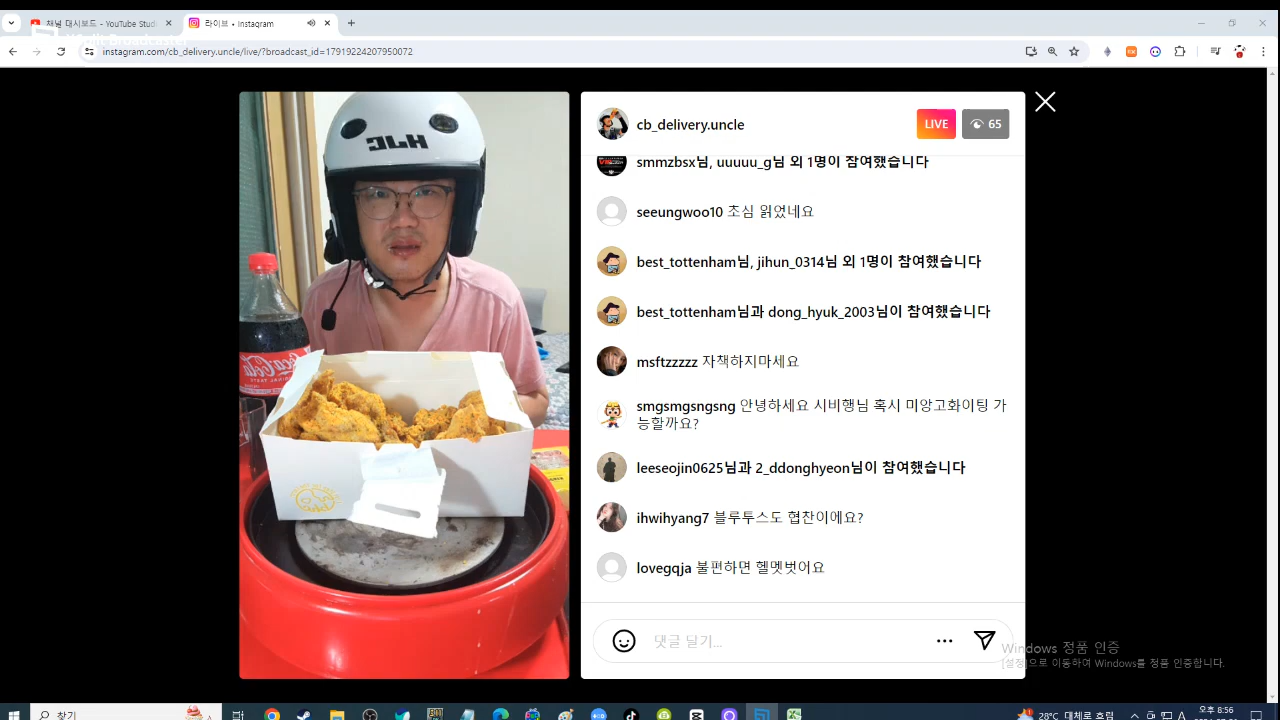 채널 대시보드 - YouTube Studi
라이브 • Instagram
instagram.com/cb_delivery.uncle/live/?broadcast_id=17919224207950072
HJC
Coca-Cola
cb_delivery.uncle
LIVE
65
smmzbsx님, uuuuu_g님 외 1명이 참여했습니다
seeungwoo10 초심 읽었네요
best_tottenham님, jihun_0314님 외 1명이 참여했습니다
best_tottenham님과 dong_hyuk_2003님이 참여했습니다
msftzzzzz 자책하지마세요
smgsmgsngsng 안녕하세요 시비행님 혹시 미앙고화이팅 가
능할까요?
leeseojin0625님과 2_ddonghyeon님이 참여했습니다
ihwihyang7 블루투스도 협찬이에요?
lovegqja 불편하면 헬멧벗어요
댓글 달기...
Windows 정품 인증
[설정]으로 이동하여 Windows를 정품 인증합니다.
찾기
28°C 대체로 흐림
A
오후 8:56